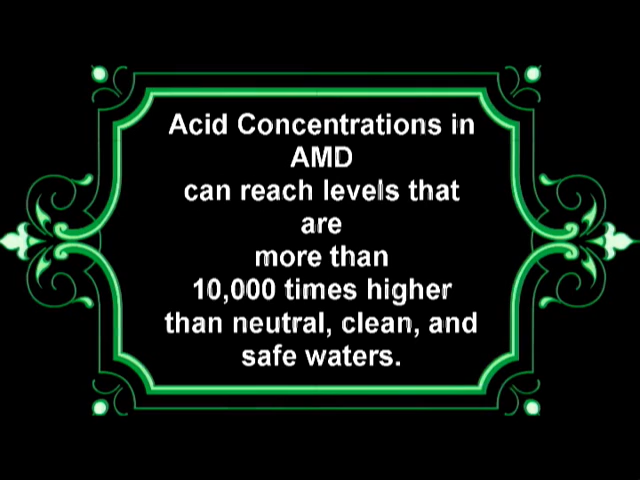 Acid Concentrations in
AMD
can reach levels that
are
more than
10,000 times higher
than neutral, clean, and
safe waters.